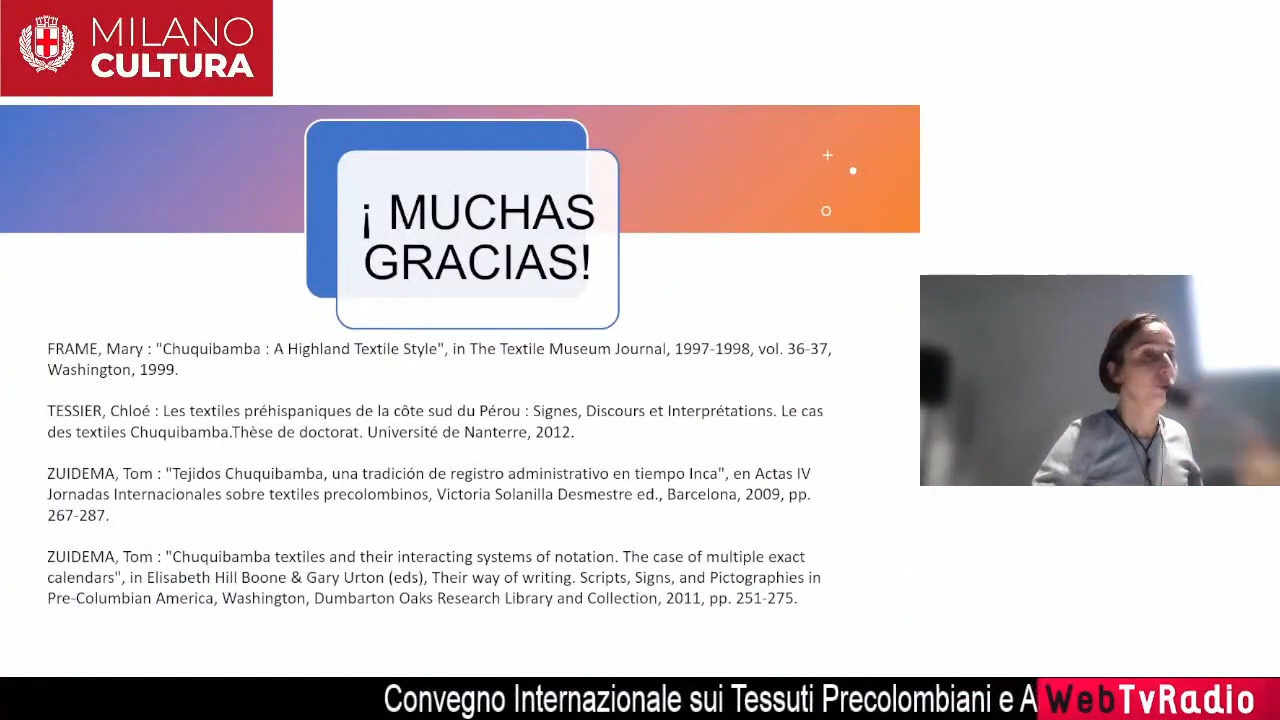 MILANO
CULTURA
¡ MUCHAS
GRACIAS!
FRAME, Mary : "Chuquibamba : A Highland Textile Style", in The Textile Museum Journal, 1997-1998, vol. 36-37,
Washington, 1999.
TESSIER, Chloé : Les textiles préhispaniques de la côte sud du Pérou : Signes, Discours et Interprétations. Le cas
des textiles Chuquibamba.Thèse de doctorat. Université de Nanterre, 2012.
ZUIDEMA, Tom : "Tejidos Chuquibamba, una tradición de registro administrativo en tiempo Inca", en Actas IV
Jornadas Internacionales sobre textiles precolombinos, Victoria Solanilla Desmestre ed., Barcelona, 2009, pp.
267-287.
ZUIDEMA, Tom : "Chuquibamba textiles and their interacting systems of notation. The case of multiple exact
calendars", in Elisabeth Hill Boone & Gary Urton (eds), Their way of writing. Scripts, Signs, and Pictographies in
Pre-Columbian America, Washington, Dumbarton Oaks Research Library and Collection, 2011, pp. 251-275.
Convegno Internazionale sui Tessuti Precolombiani e A
WebTvRadio